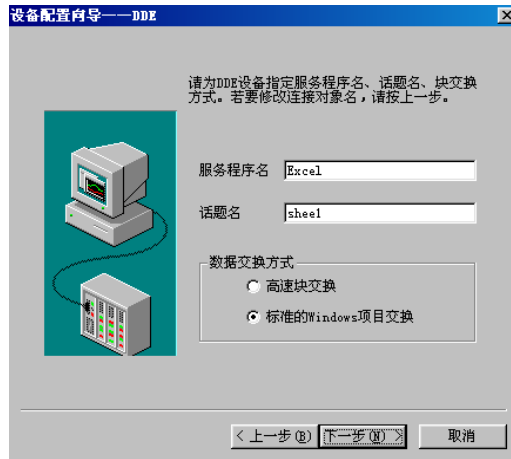 设备配置向导——DDE
请为DDE设备指定服务程序名、话题名、块交换
方式。若要修改连接对象名，请按上一步。
服务程序名 Excel
话题名 shee1
数据交换方式
高速块交换
标准的Windows项目交换
< 上一步(B) 下一步(N) > 取消